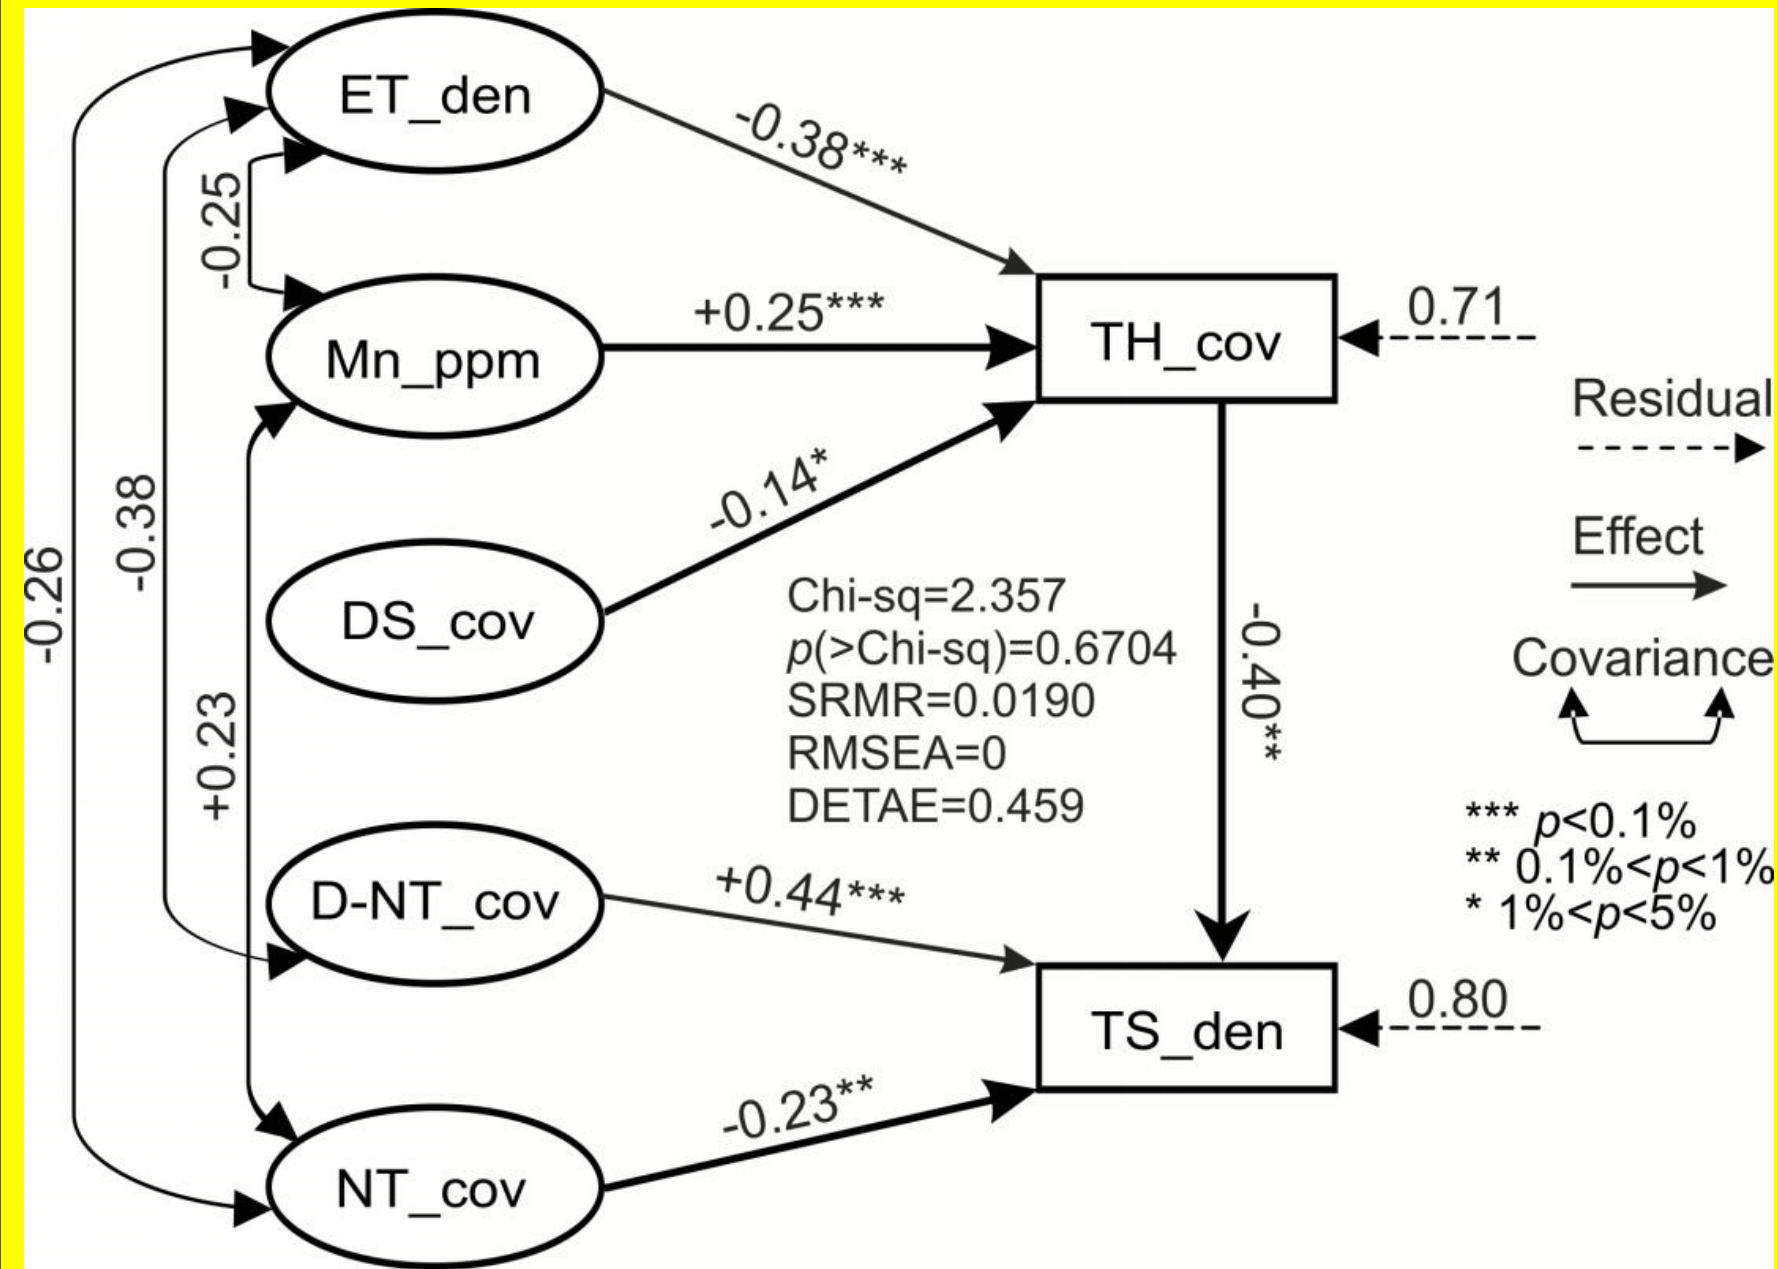 ET_den
-0.38***
-0.25
Mn_ppm
+0.25***
TH_cov
0.71
Residual
-0.14*
-0.38
-0.26
DS_cov
Effect
Chi-sq=2.357
p(>Chi-sq)=0.6704
SRMR=0.0190
RMSEA=0
DETAE=0.459
-0.40**
Covariance
+0.23
*** p<0.1%
** 0.1%<p<1%
* 1%<p<5%
D-NT_cov
+0.44***
TS_den
0.80
-0.23**
NT_cov